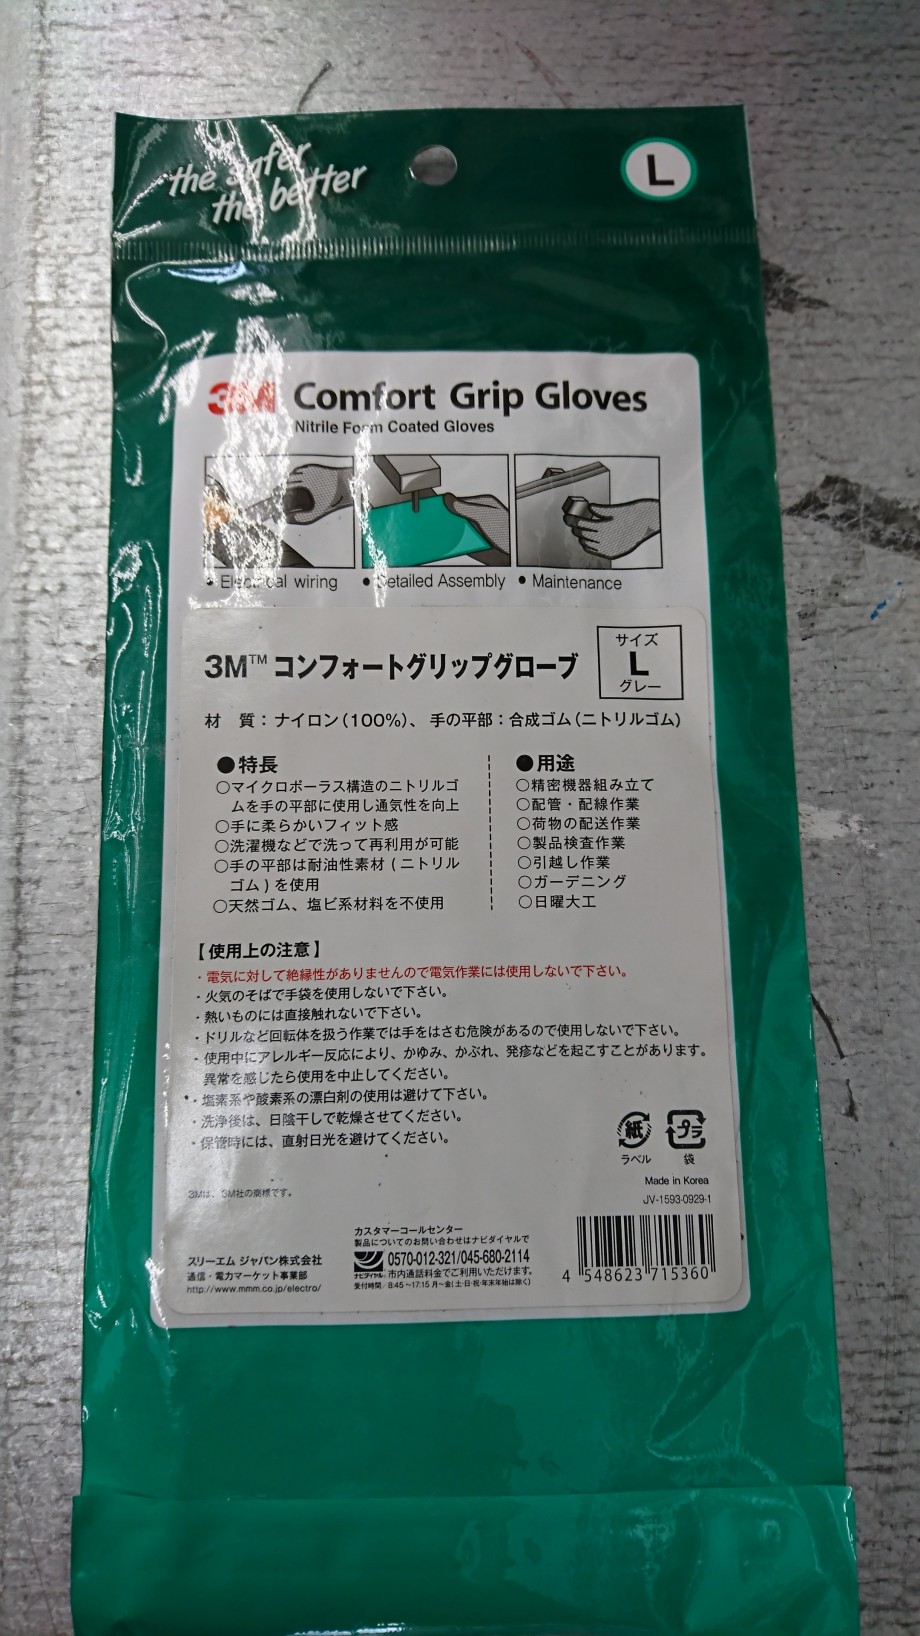 the safer
the better
L
3M Comfort Grip Gloves
Nitrile Foam Coated Gloves
• Electrical wiring • Detailed Assembly • Maintenance
3M™ コンフォートグリップグローブ
サイズ
L
グレー
材 質：ナイロン(100%)、手の平部：合成ゴム(ニトリルゴム)
●特長
○マイクロポーラス構造のニトリルゴ
ムを手の平部に使用し通気性を向上
○手に柔らかいフィット感
○洗濯機などで洗って再利用が可能
○手の平部は耐油性素材(ニトリル
ゴム)を使用
○天然ゴム、塩ビ系材料を不使用
●用途
○精密機器組み立て
○配管・配線作業
○荷物の配送作業
○製品検査作業
○引越し作業
○ガーデニング
○日曜大工
【使用上の注意】
・電気に対して絶縁性がありませんので電気作業には使用しないで下さい。
・火気のそばで手袋を使用しないで下さい。
・熱いものには直接触れないで下さい。
・ドリルなど回転体を扱う作業では手をはさむ危険があるので使用しないで下さい。
・使用中にアレルギー反応により、かゆみ、かぶれ、発疹などを起こすことがあります。
異常を感じたら使用を中止してください。
・塩素系や酸素系の漂白剤の使用は避けて下さい。
・洗浄後は、日陰干しで乾燥させてください。
・保管時には、直射日光を避けてください。
紙 プラ
ラベル 袋
Made in Korea
JV-1593-0929-1
3Mは、3M社の商標です。
スリーエム ジャパン株式会社
通信・電力マーケット事業部
http://www.mmm.co.jp/electro/
カスタマーコールセンター
製品についてのお問い合わせはナビダイヤルで
ナビダイヤル 0570-012-321/045-680-2114
市内通話料金でご利用いただけます。
受付時間/8:45～17:15 月～金(土・日・祝・年末年始は除く)
4 548623 715360